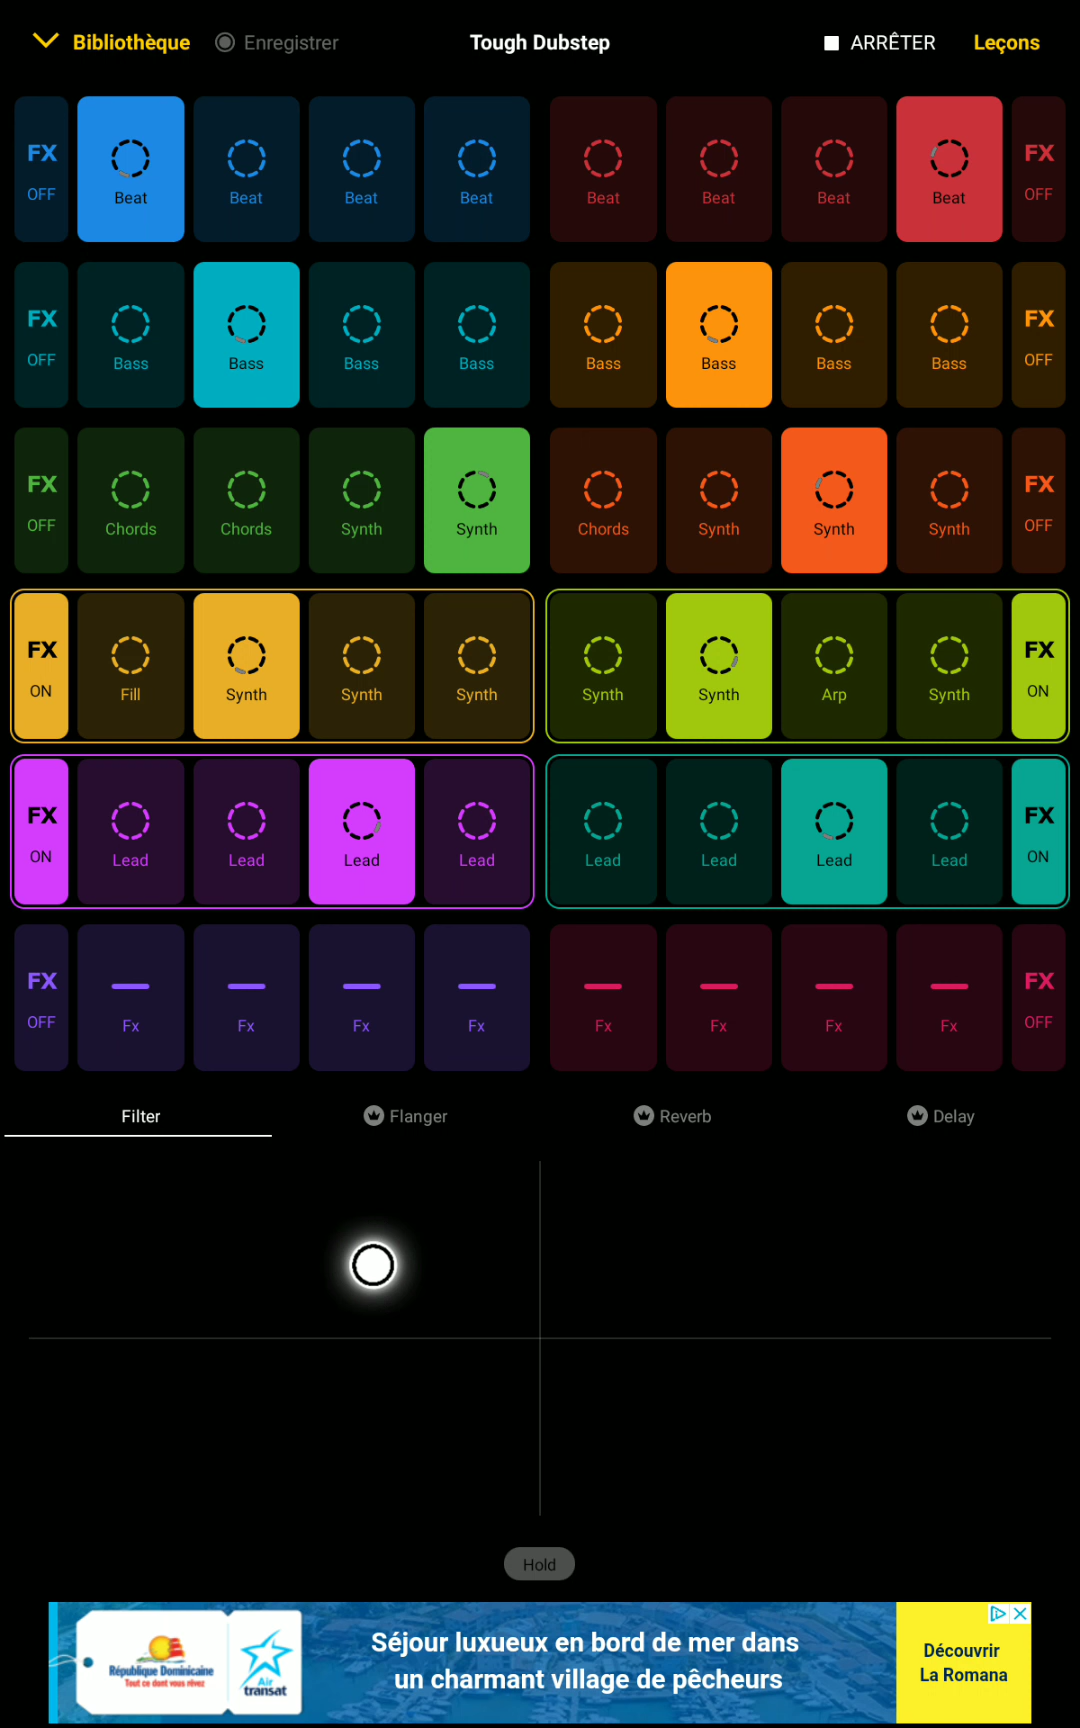 Bibliothèque Enregistrer Tough Dubstep ARRÊTER Leçons
FX Beat Beat Beat Beat Beat Beat Beat Beat FX
OFF OFF
FX Bass Bass Bass Bass Bass Bass Bass Bass FX
OFF OFF
FX Chords Chords Synth Synth Chords Synth Synth Synth FX
OFF OFF
FX Fill Synth Synth Synth Synth Synth Arp Synth FX
ON ON
FX Lead Lead Lead Lead Lead Lead Lead Lead FX
ON ON
FX Fx Fx Fx Fx Fx Fx Fx Fx FX
OFF OFF
Filter Flanger Reverb Delay
Hold
République Dominicaine
Tout ce dont vous rêvez
Air
transat
Séjour luxueux en bord de mer dans
un charmant village de pêcheurs
Découvrir
La Romana